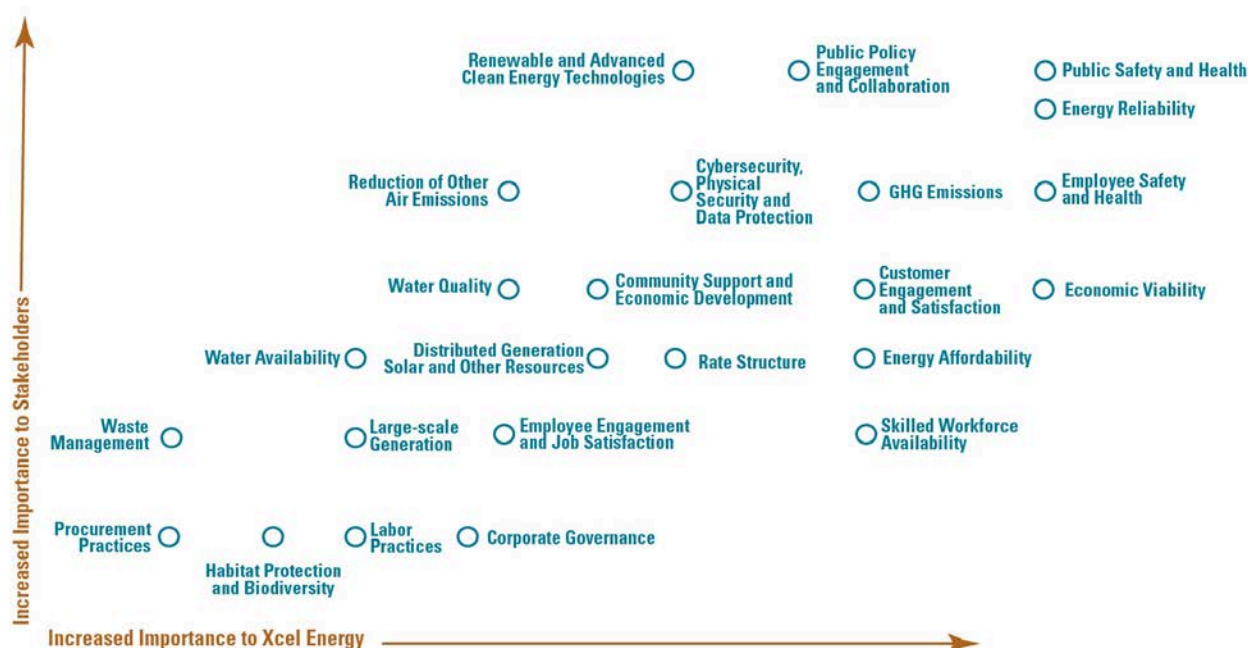 Increased Importance to Stakeholders
Renewable and Advanced
Clean Energy Technologies
Public Policy
Engagement
and Collaboration
Public Safety and Health
Energy Reliability
Reduction of Other
Air Emissions
Cybersecurity,
Physical
Security and
Data Protection
GHG Emissions
Employee Safety
and Health
Water Quality
Community Support and
Economic Development
Customer
Engagement
and Satisfaction
Economic Viability
Water Availability
Distributed Generation
Solar and Other Resources
Rate Structure
Energy Affordability
Waste
Management
Large-scale
Generation
Employee Engagement
and Job Satisfaction
Skilled Workforce
Availability
Procurement
Practices
Habitat Protection
and Biodiversity
Labor
Practices
Corporate Governance
Increased Importance to Xcel Energy